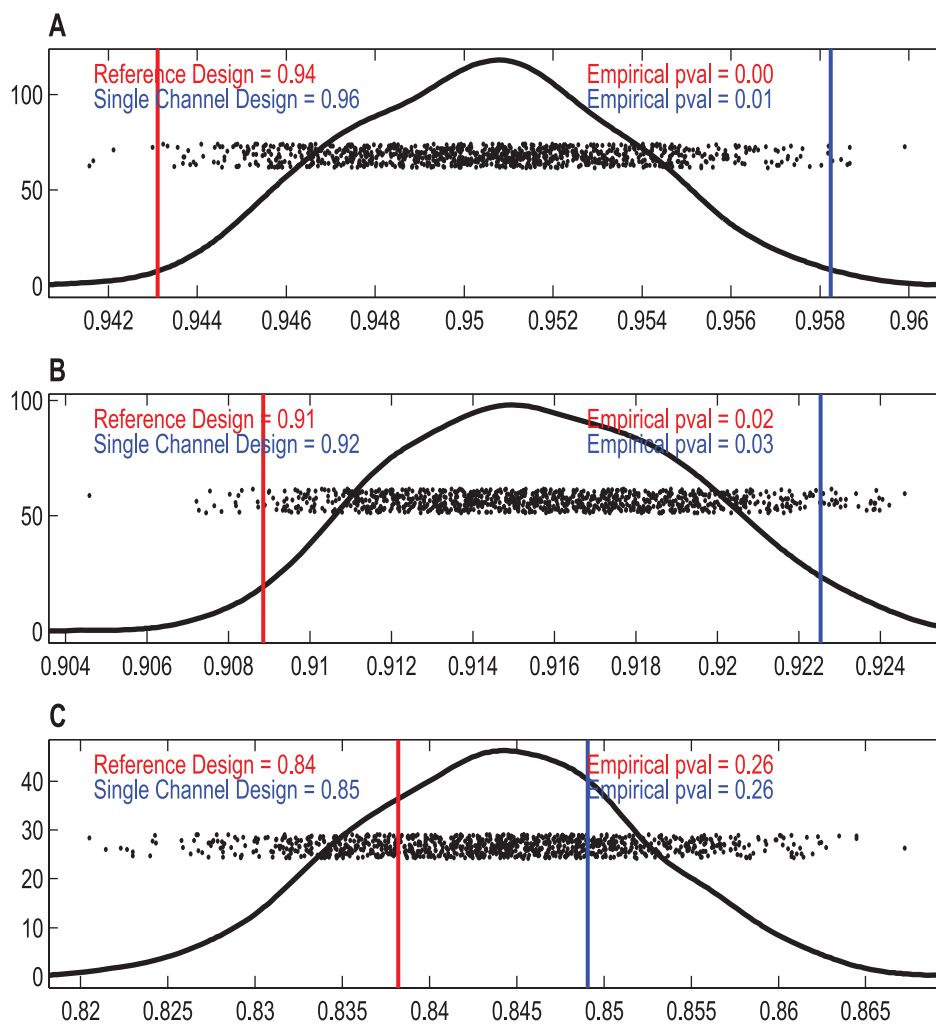 A
Reference Design = 0.94 Empirical pval = 0.00
Single Channel Design = 0.96 Empirical pval = 0.01
100
50
0
0.942 0.944 0.946 0.948 0.95 0.952 0.954 0.956 0.958 0.96
B
100
Reference Design = 0.91 Empirical pval = 0.02
Single Channel Design = 0.92 Empirical pval = 0.03
50
0
0.904 0.906 0.908 0.91 0.912 0.914 0.916 0.918 0.92 0.922 0.924
C
Reference Design = 0.84 Empirical pval = 0.26
Single Channel Design = 0.85 Empirical pval = 0.26
40
30
20
10
0
0.82 0.825 0.83 0.835 0.84 0.845 0.85 0.855 0.86 0.865